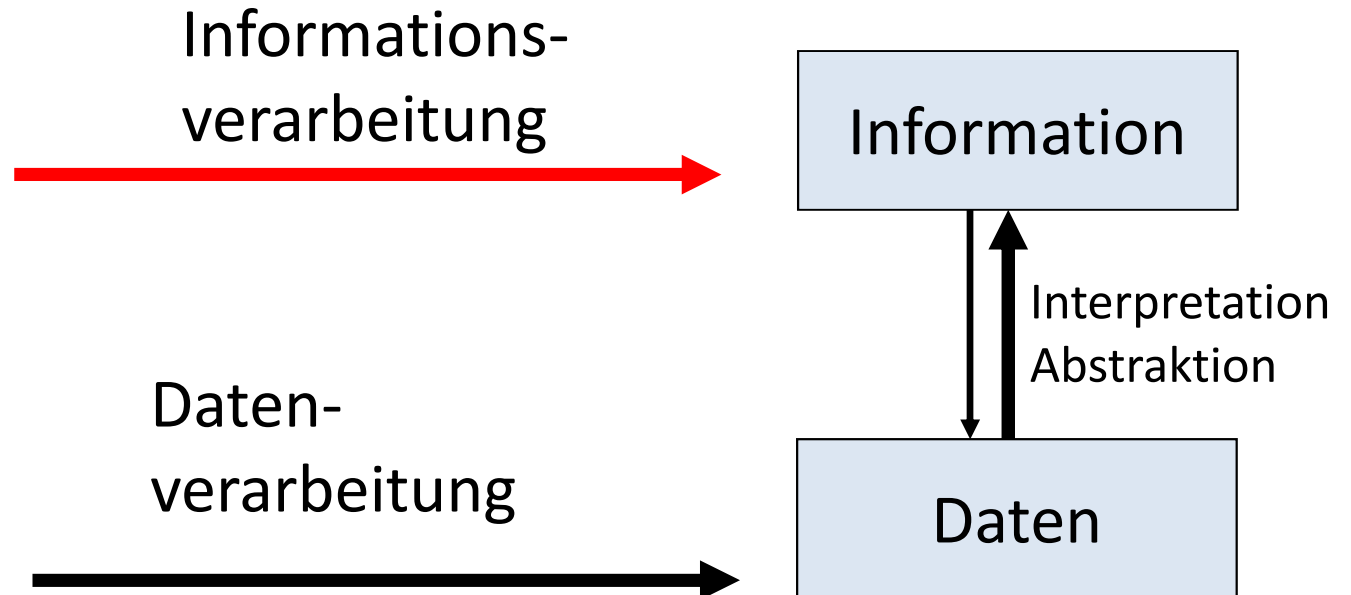 Informations-
verarbeitung
Information
Interpretation
Abstraktion
Daten-
verarbeitung
Daten